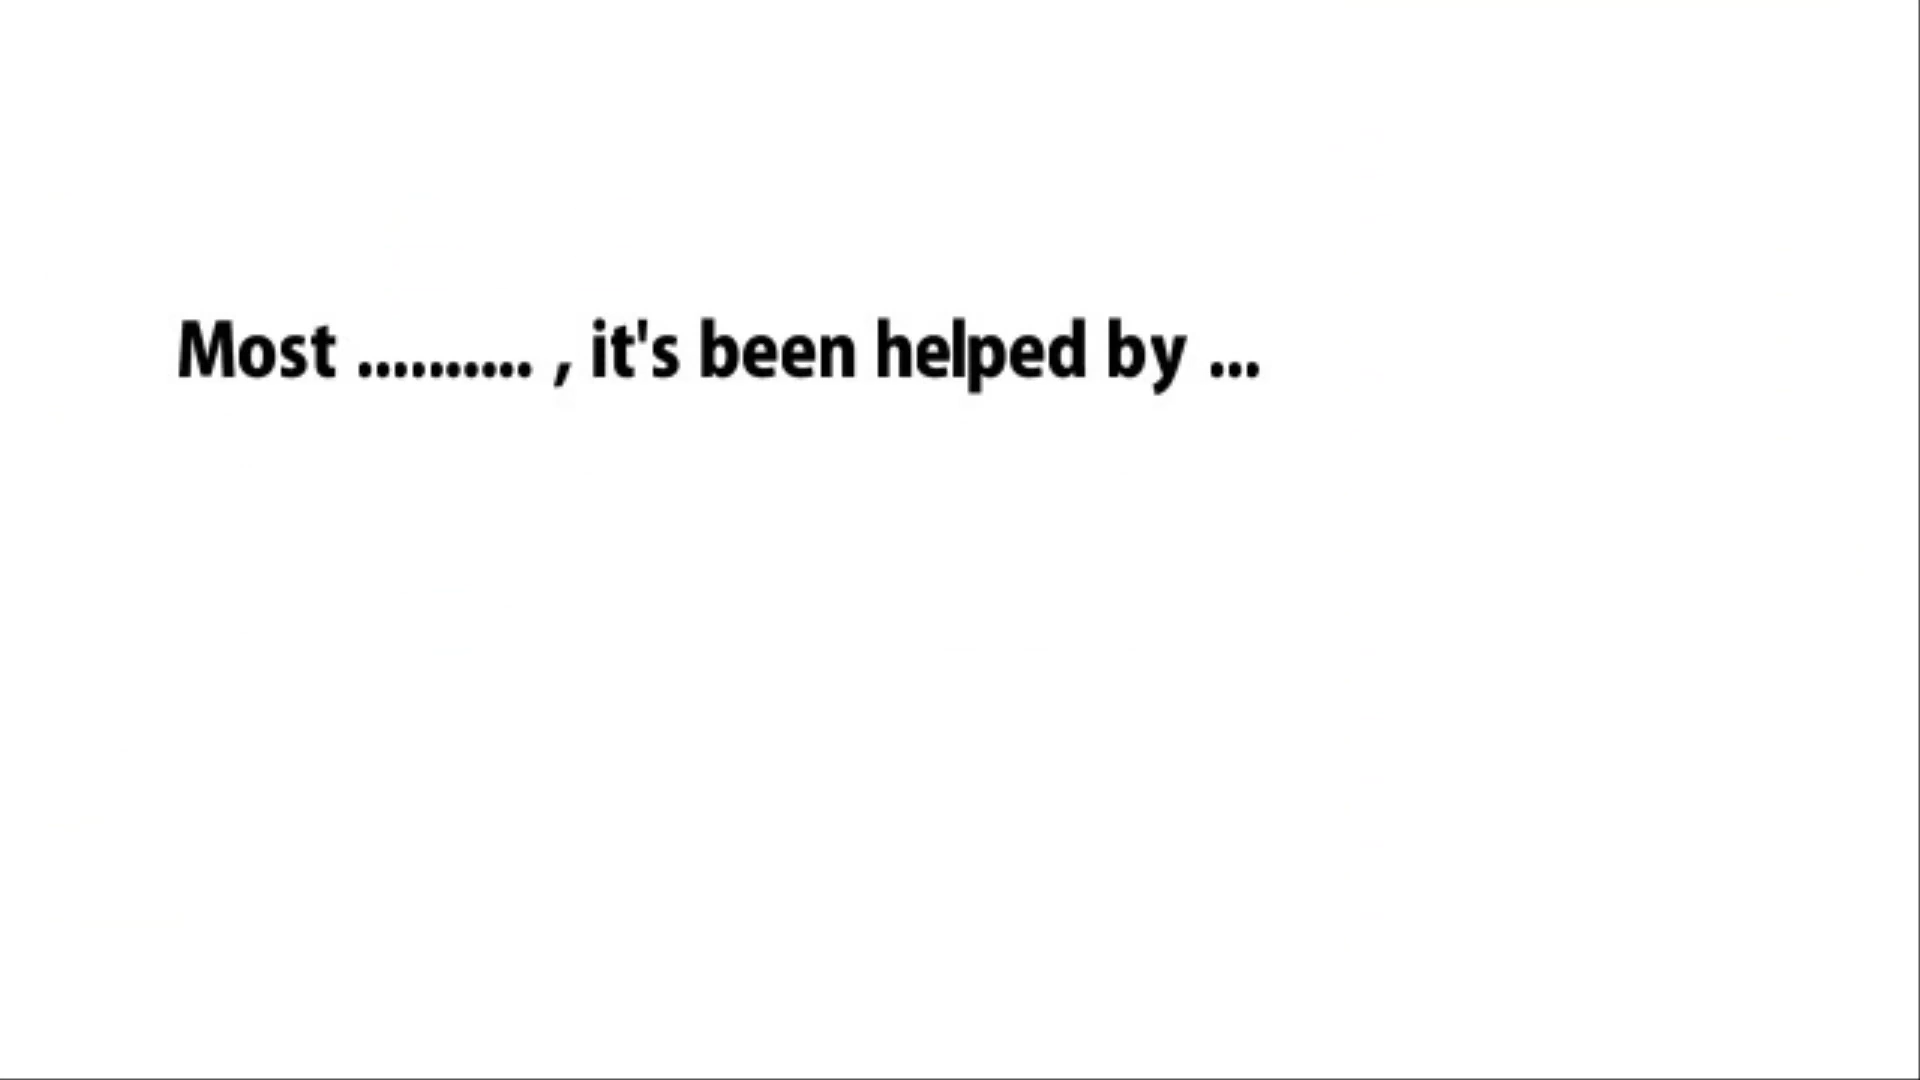 Most .......... , it's been helped by ...